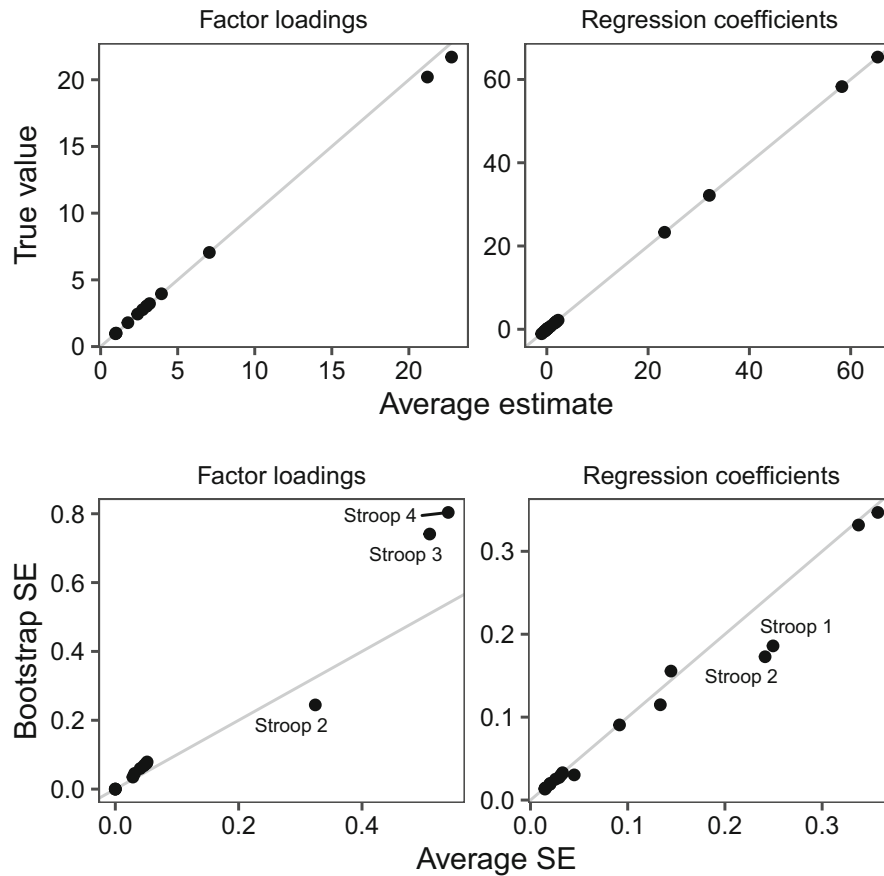 Factor loadings
Regression coefficients
True value
20
15
10
5
0
0
5
10
15
20
60
40
20
0
0
20
40
60
Average estimate
Factor loadings
Regression coefficients
Bootstrap SE
0.8
0.6
0.4
0.2
0.0
Stroop 4
Stroop 3
Stroop 2
0.0
0.2
0.4
0.3
0.2
0.1
0.0
Stroop 1
Stroop 2
0.0
0.1
0.2
0.3
Average SE